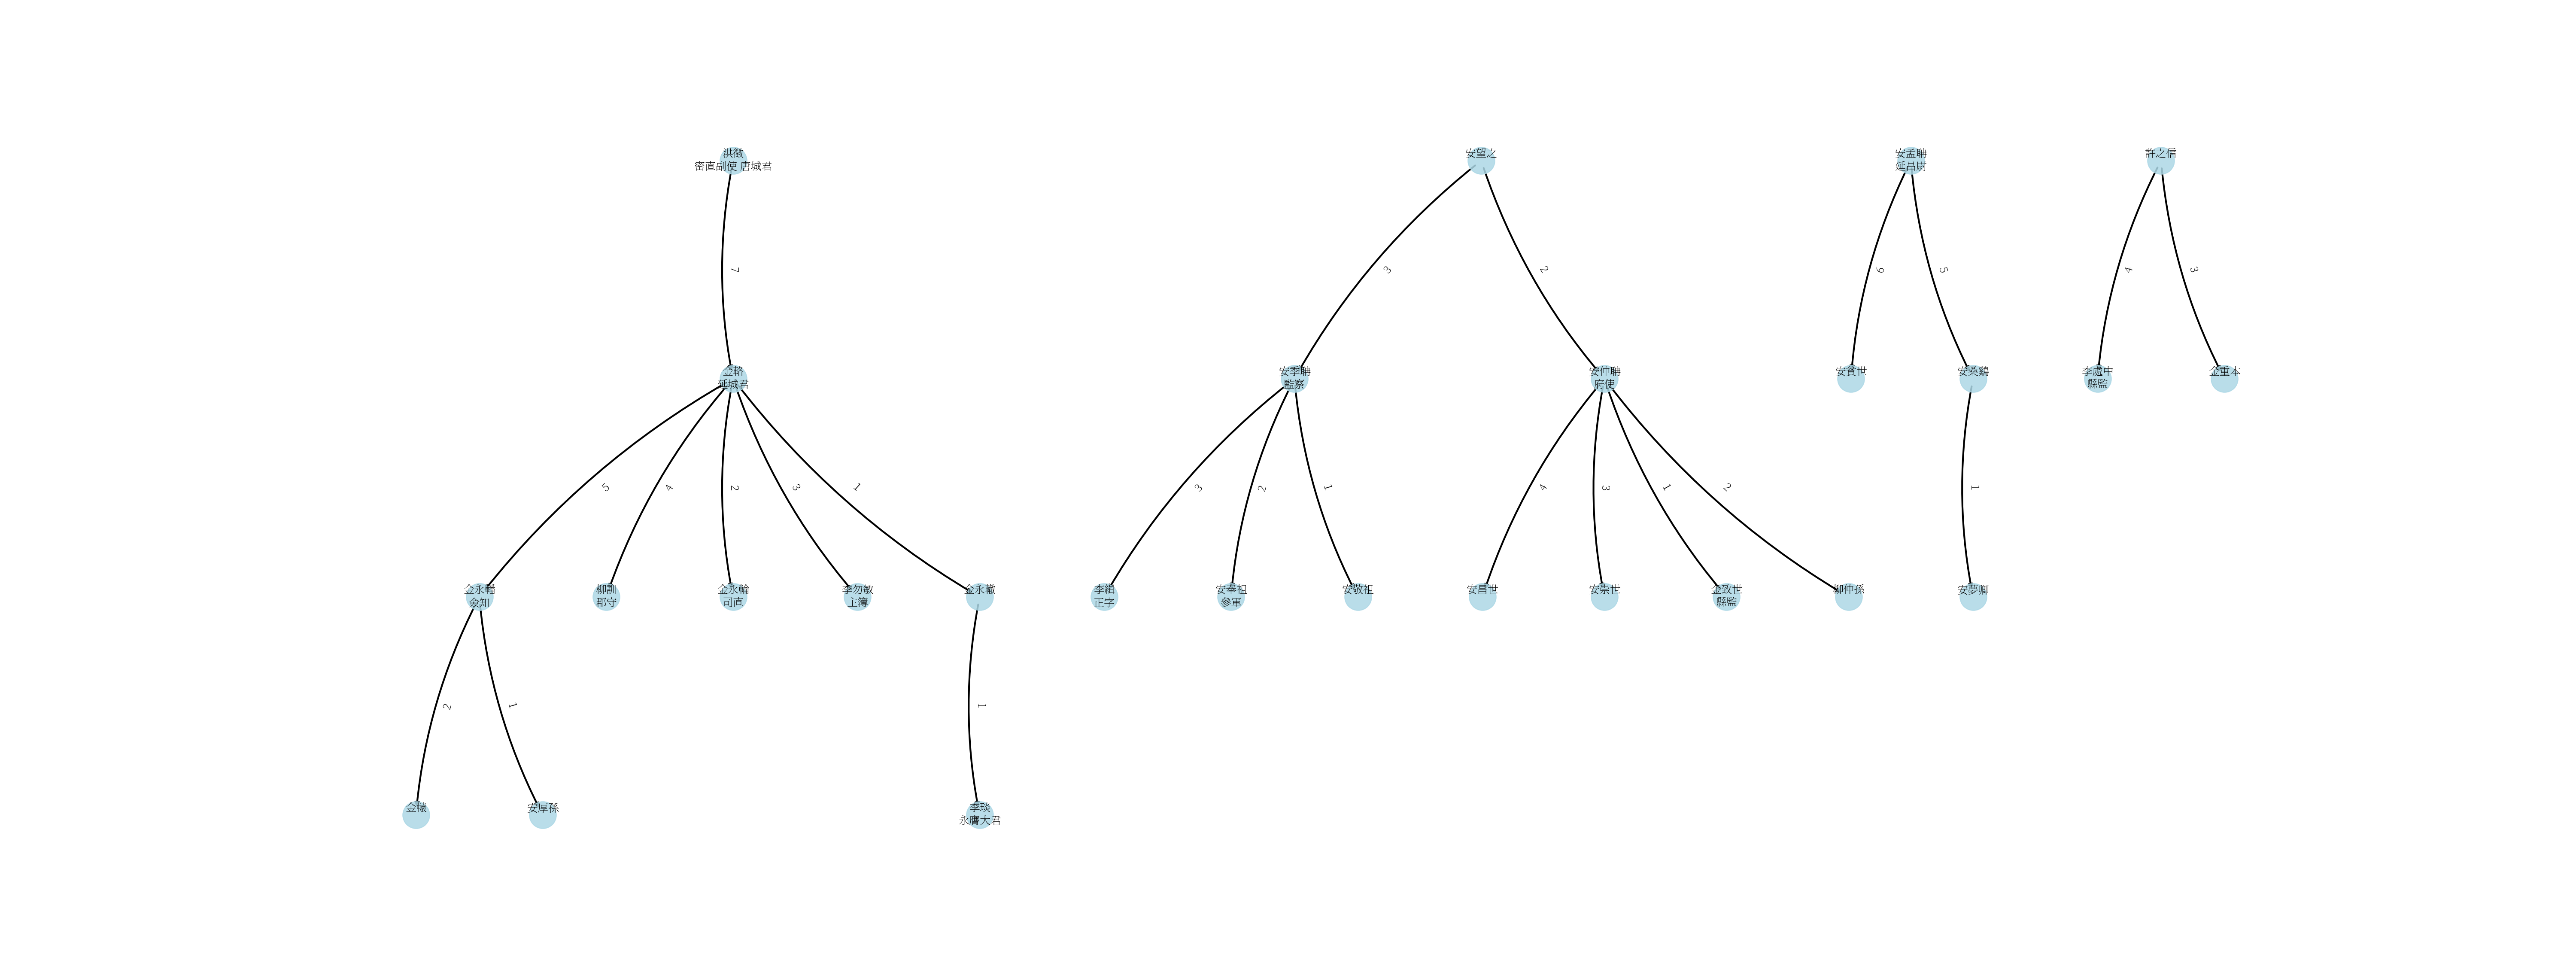 洪徵
密直副使 唐城君
安望之
安孟聃
延昌尉
許之信
7
3
2
6
5
4
3
金輅
延城君
安季聃
監察
安仲聃
府使
安貧世
安桑鷄
李處中
縣監
金重本
5
4
2
3
1
3
2
1
4
3
1
2
1
金永轓
僉知
柳訓
郡守
金永輪
司直
李勿敏
主簿
金永轍
正字
安奉祖
參軍
安敬祖
安昌世
安崇世
金致世
縣監
柳仲孫
安夢卿
2
1
1
金轅
安厚孫
李琰
永膺大君